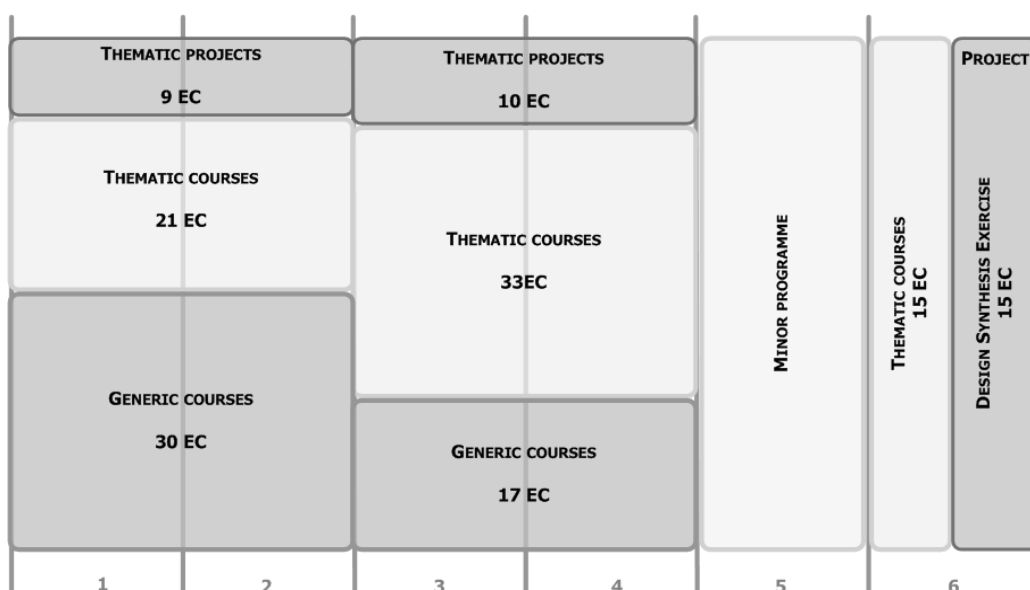 THEMATIC PROJECTS
9 EC
THEMATIC COURSES
21 EC
GENERIC COURSES
30 EC
THEMATIC PROJECTS
10 EC
THEMATIC COURSES
33EC
GENERIC COURSES
17 EC
MINOR PROGRAMME
THEMATIC COURSES
15 EC
PROJECT
DESIGN SYNTHESIS EXERCISE
15 EC
1
2
3
4
5
6